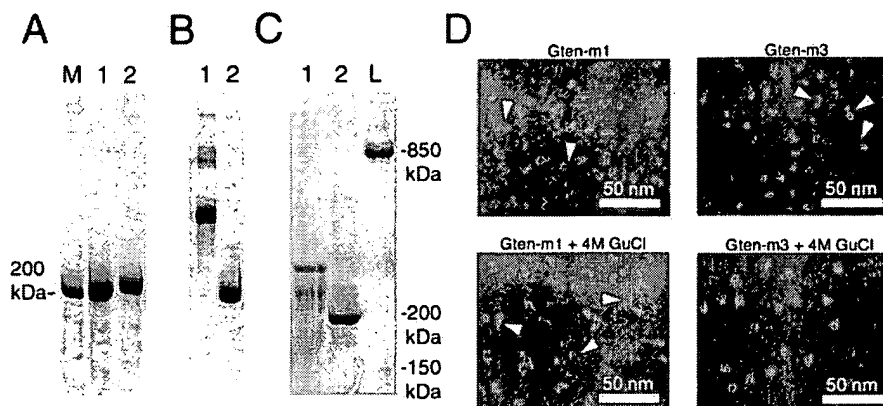 A
B
C
D
M 1 2
1 2
1 2 L
200
kDa-
-850
kDa
-200
kDa
-150
kDa
Gten-m1
50 nm
Gten-m3
50 nm
Gten-m1 + 4M GuCl
50 nm
Gten-m3 + 4M GuCl
50 nm